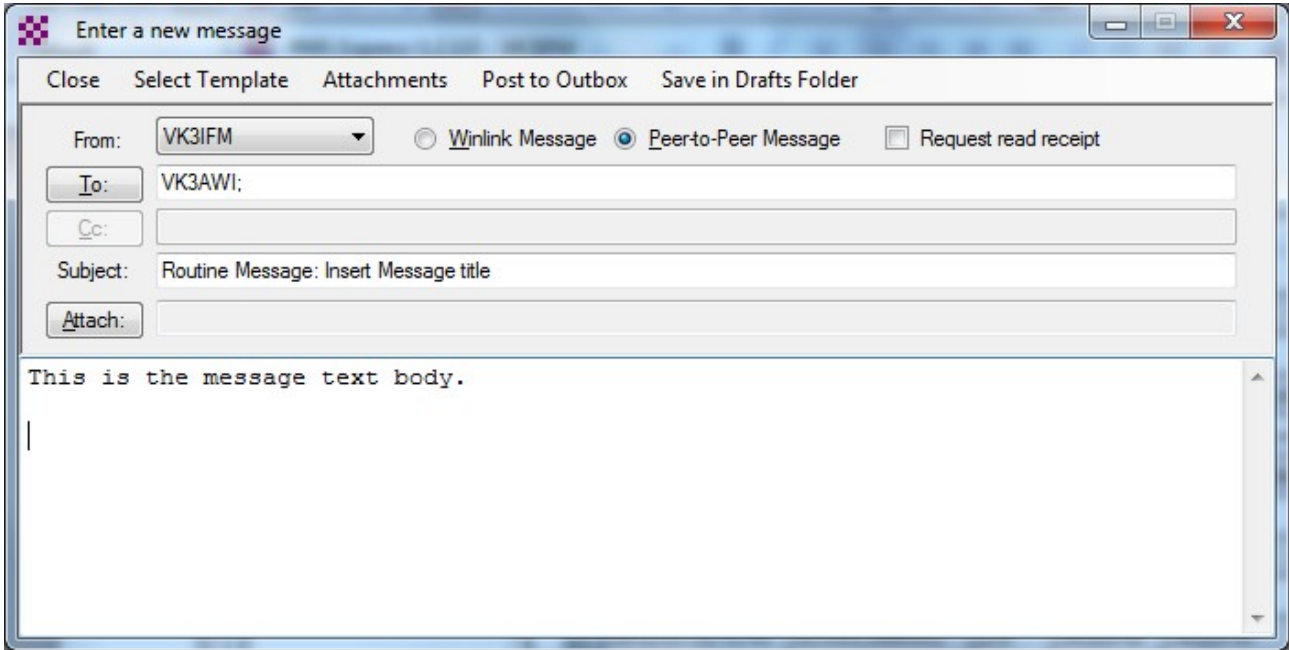 Enter a new message
Close Select Template Attachments Post to Outbox Save in Drafts Folder
From: VK3IFM Winlink Message Peer-to-Peer Message Request read receipt
To: VK3AWI;
Cc:
Subject: Routine Message: Insert Message title
Attach:
This is the message text body.